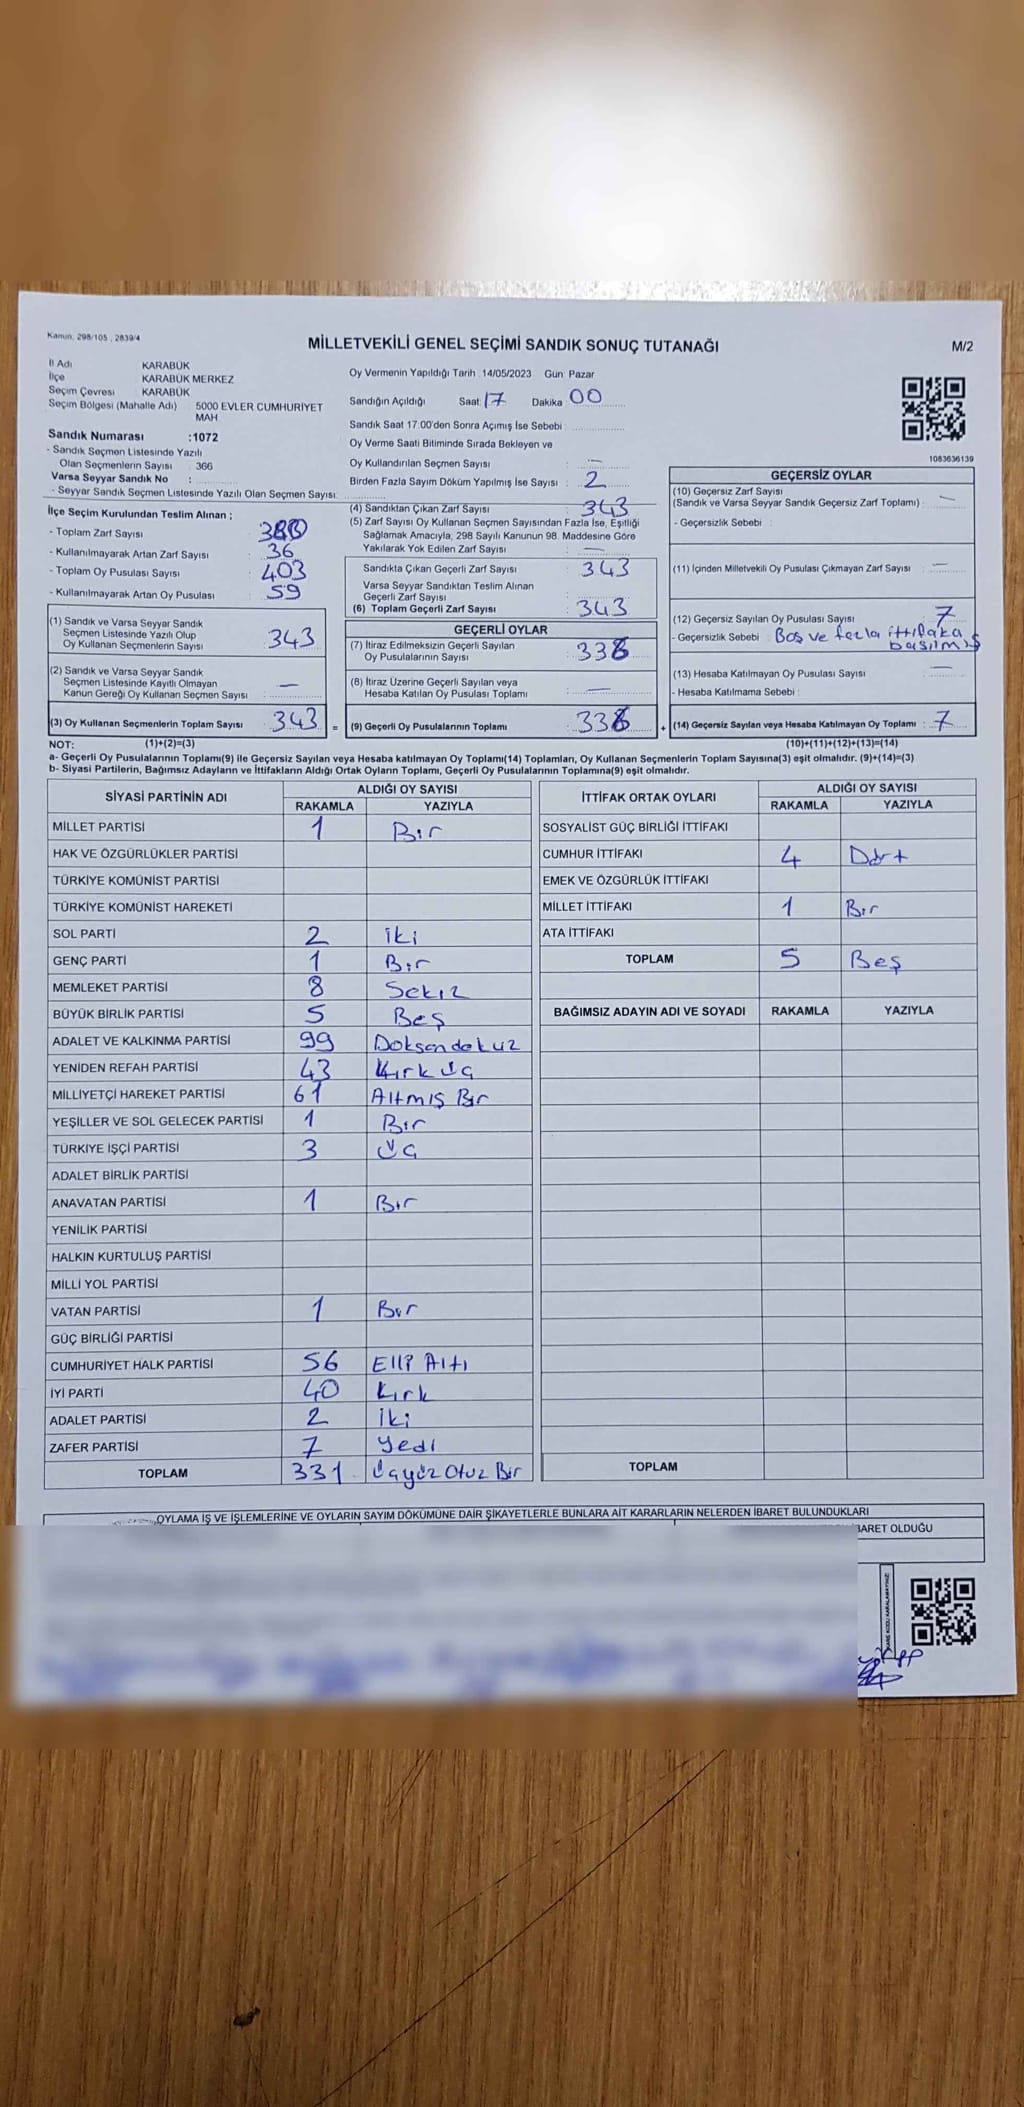 Kanun: 298/105 , 2839/4
MİLLETVEKİLİ GENEL SEÇİMİ SANDIK SONUÇ TUTANAĞI
M/2
İl Adı KARABÜK
İlçe KARABÜK MERKEZ
Seçim Çevresi KARABÜK
Seçim Bölgesi (Mahalle Adı) 5000 EVLER CUMHURİYET
MAH.
Sandık Numarası :1072
- Sandık Seçmen Listesinde Yazılı
Olan Seçmenlerin Sayısı : 366
Varsa Seyyar Sandık No :
- Seyyar Sandık Seçmen Listesinde Yazılı Olan Seçmen Sayısı:
İlçe Seçim Kurulundan Teslim Alınan ;
- Toplam Zarf Sayısı :
- Kullanılmayarak Artan Zarf Sayısı : 36
- Toplam Oy Pusulası Sayısı : 403
- Kullanılmayarak Artan Oy Pusulası : 59
(1) Sandık ve Varsa Seyyar Sandık
Seçmen Listesinde Yazılı Olup
Oy Kullanan Seçmenlerin Sayısı : 343
(2) Sandık ve Varsa Seyyar Sandık
Seçmen Listesinde Kayıtlı Olmayan
Kanun Gereği Oy Kullanan Seçmen Sayısı : —
(3) Oy Kullanan Seçmenlerin Toplam Sayısı : 343 =
Oy Vermenin Yapıldığı Tarih :14/05/2023 Gün: Pazar
Sandığın Açıldığı Saat: 17 Dakika: 00
Sandık Saat 17:00'den Sonra Açımış İse Sebebi :
Oy Verme Saati Bitiminde Sırada Bekleyen ve
Oy Kullandırılan Seçmen Sayısı : —
Birden Fazla Sayım Döküm Yapılmış İse Sayısı : 2
(4) Sandıktan Çıkan Zarf Sayısı : 343
(5) Zarf Sayısı Oy Kullanan Seçmen Sayısından Fazla İse, Eşitliği
Sağlamak Amacıyla, 298 Sayılı Kanunun 98. Maddesine Göre
Yakılarak Yok Edilen Zarf Sayısı : —
Sandıkta Çıkan Geçerli Zarf Sayısı : 343
Varsa Seyyar Sandıktan Teslim Alınan
Geçerli Zarf Sayısı :
(6) Toplam Geçerli Zarf Sayısı : 343
GEÇERLİ OYLAR
(7) İtiraz Edilmeksizin Geçerli Sayılan
Oy Pusulalarının Sayısı : 336
(8) İtiraz Üzerine Geçerli Sayılan veya
Hesaba Katılan Oy Pusulası Toplamı : —
(9) Geçerli Oy Pusulalarının Toplamı : 336 +
1083636139
GEÇERSİZ OYLAR
(10) Geçersiz Zarf Sayısı
(Sandık ve Varsa Seyyar Sandık Geçersiz Zarf Toplamı) : —
- Geçersizlik Sebebi :
(11) İçinden Milletvekili Oy Pusulası Çıkmayan Zarf Sayısı : —
(12) Geçersiz Sayılan Oy Pusulası Sayısı : 7
- Geçersizlik Sebebi : Boş ve fazla ittifaka
basılmış
(13) Hesaba Katılmayan Oy Pusulası Sayısı : —
- Hesaba Katılmama Sebebi :
(14) Geçersiz Sayılan veya Hesaba Katılmayan Oy Toplamı : 7
NOT: (1)+(2)=(3) (10)+(11)+(12)+(13)=(14)
a- Geçerli Oy Pusulalarının Toplamı(9) ile Geçersiz Sayılan veya Hesaba katılmayan Oy Toplamı(14) Toplamları, Oy Kullanan Seçmenlerin Toplam Sayısına(3) eşit olmalıdır. (9)+(14)=(3)
b- Siyasi Partilerin, Bağımsız Adayların ve İttifakların Aldığı Ortak Oyların Toplamı, Geçerli Oy Pusulalarının Toplamına(9) eşit olmalıdır.
SİYASİ PARTİNİN ADI ALDIĞI OY SAYISI
RAKAMLA YAZIYLA
MİLLET PARTİSİ 1 Bir
HAK VE ÖZGÜRLÜKLER PARTİSİ
TÜRKİYE KOMÜNİST PARTİSİ
TÜRKİYE KOMÜNİST HAREKETİ
SOL PARTİ 2 iki
GENÇ PARTİ 1 Bir
MEMLEKET PARTİSİ 8 Sekiz
BÜYÜK BİRLİK PARTİSİ 5 Beş
ADALET VE KALKINMA PARTİSİ 99 Doksandokuz
YENİDEN REFAH PARTİSİ 43 Kırk üç
MİLLİYETÇİ HAREKET PARTİSİ 61 Altmış Bir
YEŞİLLER VE SOL GELECEK PARTİSİ 1 Bir
TÜRKİYE İŞÇİ PARTİSİ 3 üç
ADALET BİRLİK PARTİSİ
ANAVATAN PARTİSİ 1 Bir
YENİLİK PARTİSİ
HALKIN KURTULUŞ PARTİSİ
MİLLİ YOL PARTİSİ
VATAN PARTİSİ 1 Bir
GÜÇ BİRLİĞİ PARTİSİ
CUMHURİYET HALK PARTİSİ 56 Elli Altı
İYİ PARTİ 40 Kırk
ADALET PARTİSİ 2 iki
ZAFER PARTİSİ 7 Yedi
TOPLAM 331 üçyüz Otuz Bir
İTTİFAK ORTAK OYLARI ALDIĞI OY SAYISI
RAKAMLA YAZIYLA
SOSYALİST GÜÇ BİRLİĞİ İTTİFAKI
CUMHUR İTTİFAKI 4 Dört
EMEK VE ÖZGÜRLÜK İTTİFAKI
MİLLET İTTİFAKI 1 Bir
ATA İTTİFAKI
TOPLAM 5 Beş
BAĞIMSIZ ADAYIN ADI VE SOYADI RAKAMLA YAZIYLA
TOPLAM
OYLAMA İŞ VE İŞLEMLERİNE VE OYLARIN SAYIM DÖKÜMÜNE DAİR ŞİKAYETLERLE BUNLARA AİT KARARLARIN NELERDEN İBARET BULUNDUKLARI
BARET OLDUĞU
KARE KODU KARALAMAYINIZ!